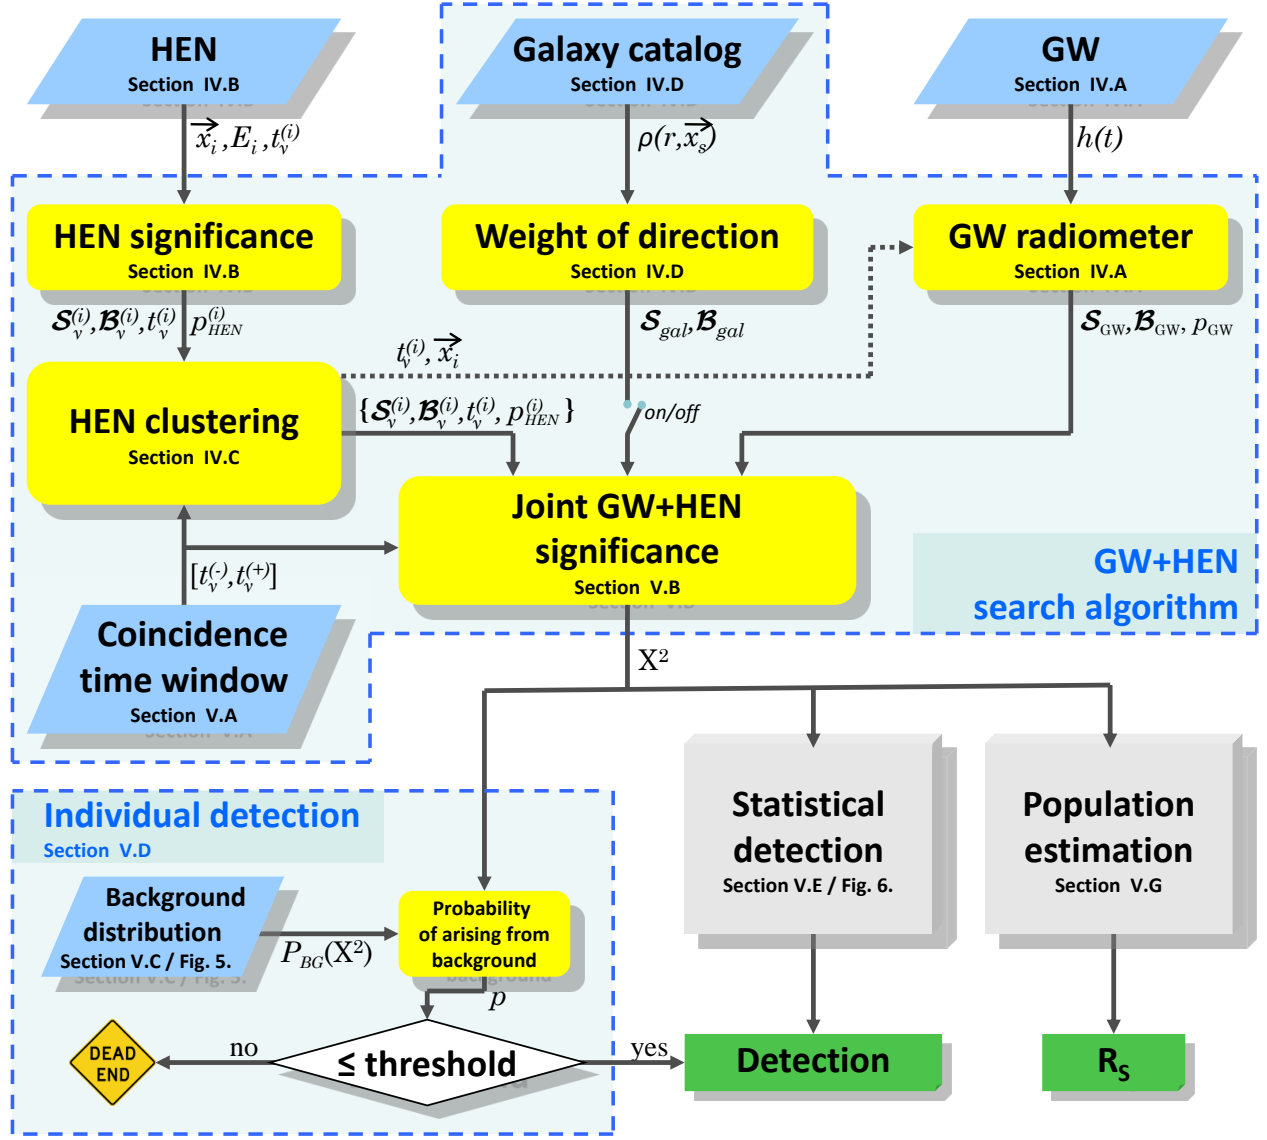 HEN
Section IV.B
Galaxy catalog
Section IV.D
GW
Section IV.A
x⃗_i, E_i, t_ν^(i)
ρ(r, x⃗_s)
h(t)
HEN significance
Section IV.B
Weight of direction
Section IV.D
GW radiometer
Section IV.A
𝓢_ν^(i), 𝓑_ν^(i), t_ν^(i) p_HEN^(i)
𝓢_gal, 𝓑_gal
𝓢_GW, 𝓑_GW, p_GW
t_ν^(i), x⃗_i
HEN clustering
Section IV.C
{𝓢_ν^(i), 𝓑_ν^(i), t_ν^(i), p_HEN^(i)}
on/off
Joint GW+HEN
significance
Section V.B
[t_ν^(-), t_ν^(+)]
GW+HEN
search algorithm
Coincidence
time window
Section V.A
X²
Individual detection
Section V.D
Statistical
detection
Section V.E / Fig. 6.
Population
estimation
Section V.G
Background
distribution
Section V.C / Fig. 5.
P_BG(X²)
Probability
of arising from
background
p
DEAD
END
no
≤ threshold
yes
Detection
R_S